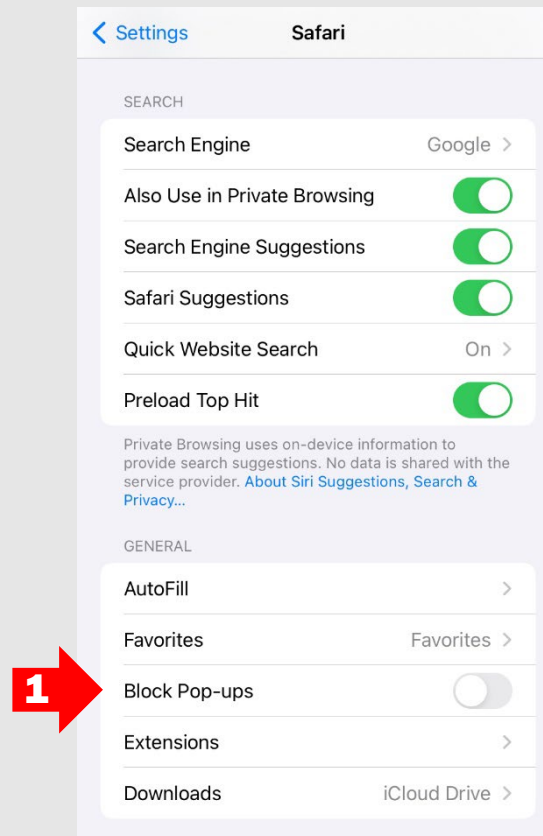 Settings Safari
SEARCH
Search Engine Google
Also Use in Private Browsing
Search Engine Suggestions
Safari Suggestions
Quick Website Search On
Preload Top Hit
Private Browsing uses on-device information to
provide search suggestions. No data is shared with the
service provider. About Siri Suggestions, Search &
Privacy...
GENERAL
AutoFill
Favorites Favorites
1 Block Pop-ups
Extensions
Downloads iCloud Drive